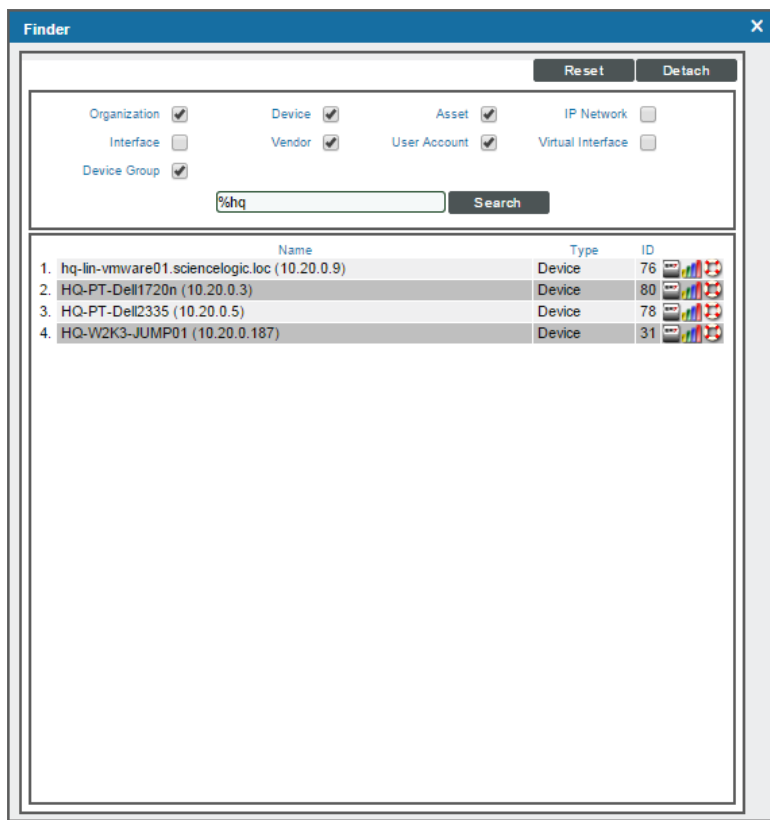 Finder
Reset Detach
Organization Device Asset IP Network
Interface Vendor User Account Virtual Interface
Device Group
%hq Search
Name Type ID
1. hq-lin-vmware01.sciencelogic.loc (10.20.0.9) Device 76
2. HQ-PT-Dell1720n (10.20.0.3) Device 80
3. HQ-PT-Dell2335 (10.20.0.5) Device 78
4. HQ-W2K3-JUMP01 (10.20.0.187) Device 31